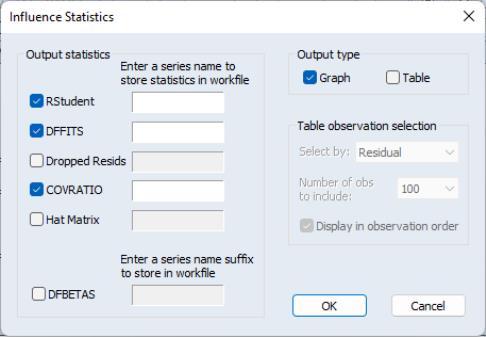 Influence Statistics
Output statistics
Enter a series name to
store statistics in workfile
RStudent
DFFITS
Dropped Resids
COVRATIO
Hat Matrix
Enter a series name suffix
to store in workfile
DFBETAS
Output type
Graph
Table
Table observation selection
Select by: Residual
Number of obs
to include:
100
Display in observation order
OK
Cancel